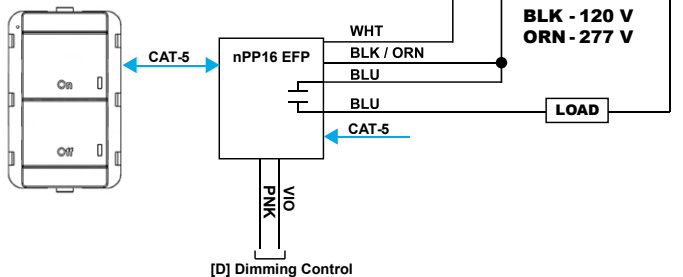 BLK - 120 V
ORN - 277 V
WHT
nPP16 EFP
BLK / ORN
CAT-5
BLU
On
BLU
LOAD
CAT-5
Off
VIO
PNK
[D] Dimming Control